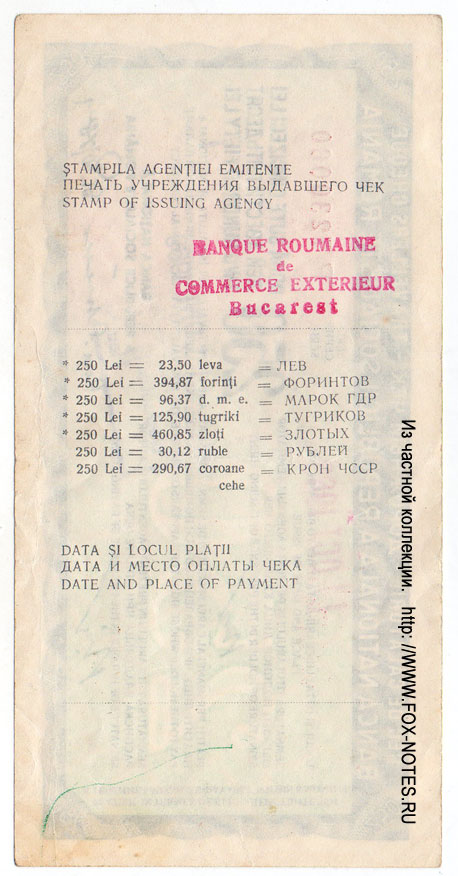 ŞTAMPILA AGENŢIEI EMITENTE
ПЕЧАТЬ УЧРЕЖДЕНИЯ ВЫДАВШЕГО ЧЕК
STAMP OF ISSUING AGENCY
BANQUE ROUMAINE
de
COMMERCE EXTERIEUR
Bucarest
* 250 Lei = 23,50 leva = ЛЕВ
* 250 Lei = 394,87 forinţi = ФОРИНТОВ
* 250 Lei = 96,37 d. m. e. = МАРОК ГДР
* 250 Lei = 125,90 tugriki = ТУГРИКОВ
* 250 Lei = 460,85 zloţi = ЗЛОТЫХ
250 Lei = 30,12 ruble = РУБЛЕЙ
250 Lei = 290,67 coroane = КРОН ЧССР
cehe
DATA ŞI LOCUL PLAŢII
ДАТА И МЕСТО ОПЛАТЫ ЧЕКА
DATE AND PLACE OF PAYMENT
Из частной коллекции. http: //WWW.FOX-NOTES.RU